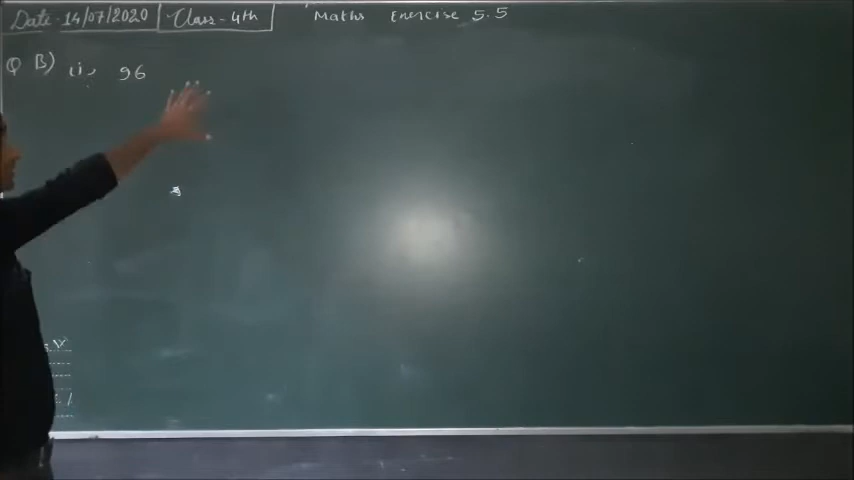 Date - 14/07/2020 Class - 4th Maths Exercise 5.5
Q B) (i) 96